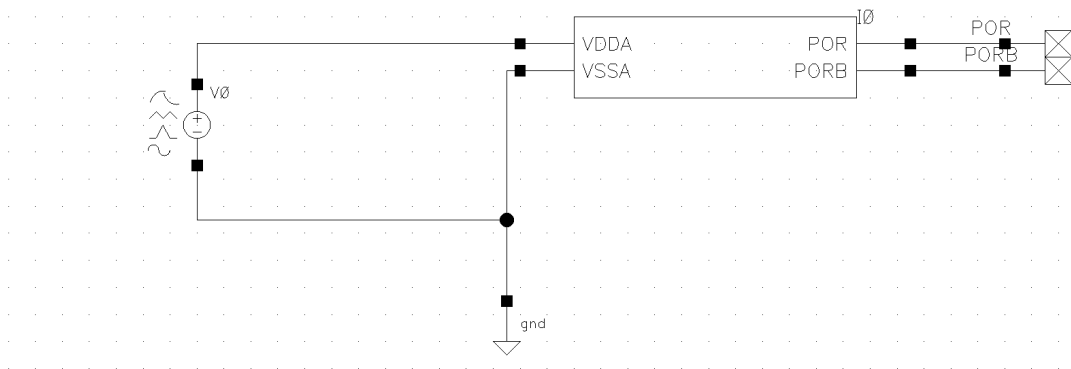 IØ
POR
VDDA
POR
PORB
VSSA
PORB
VØ
gnd